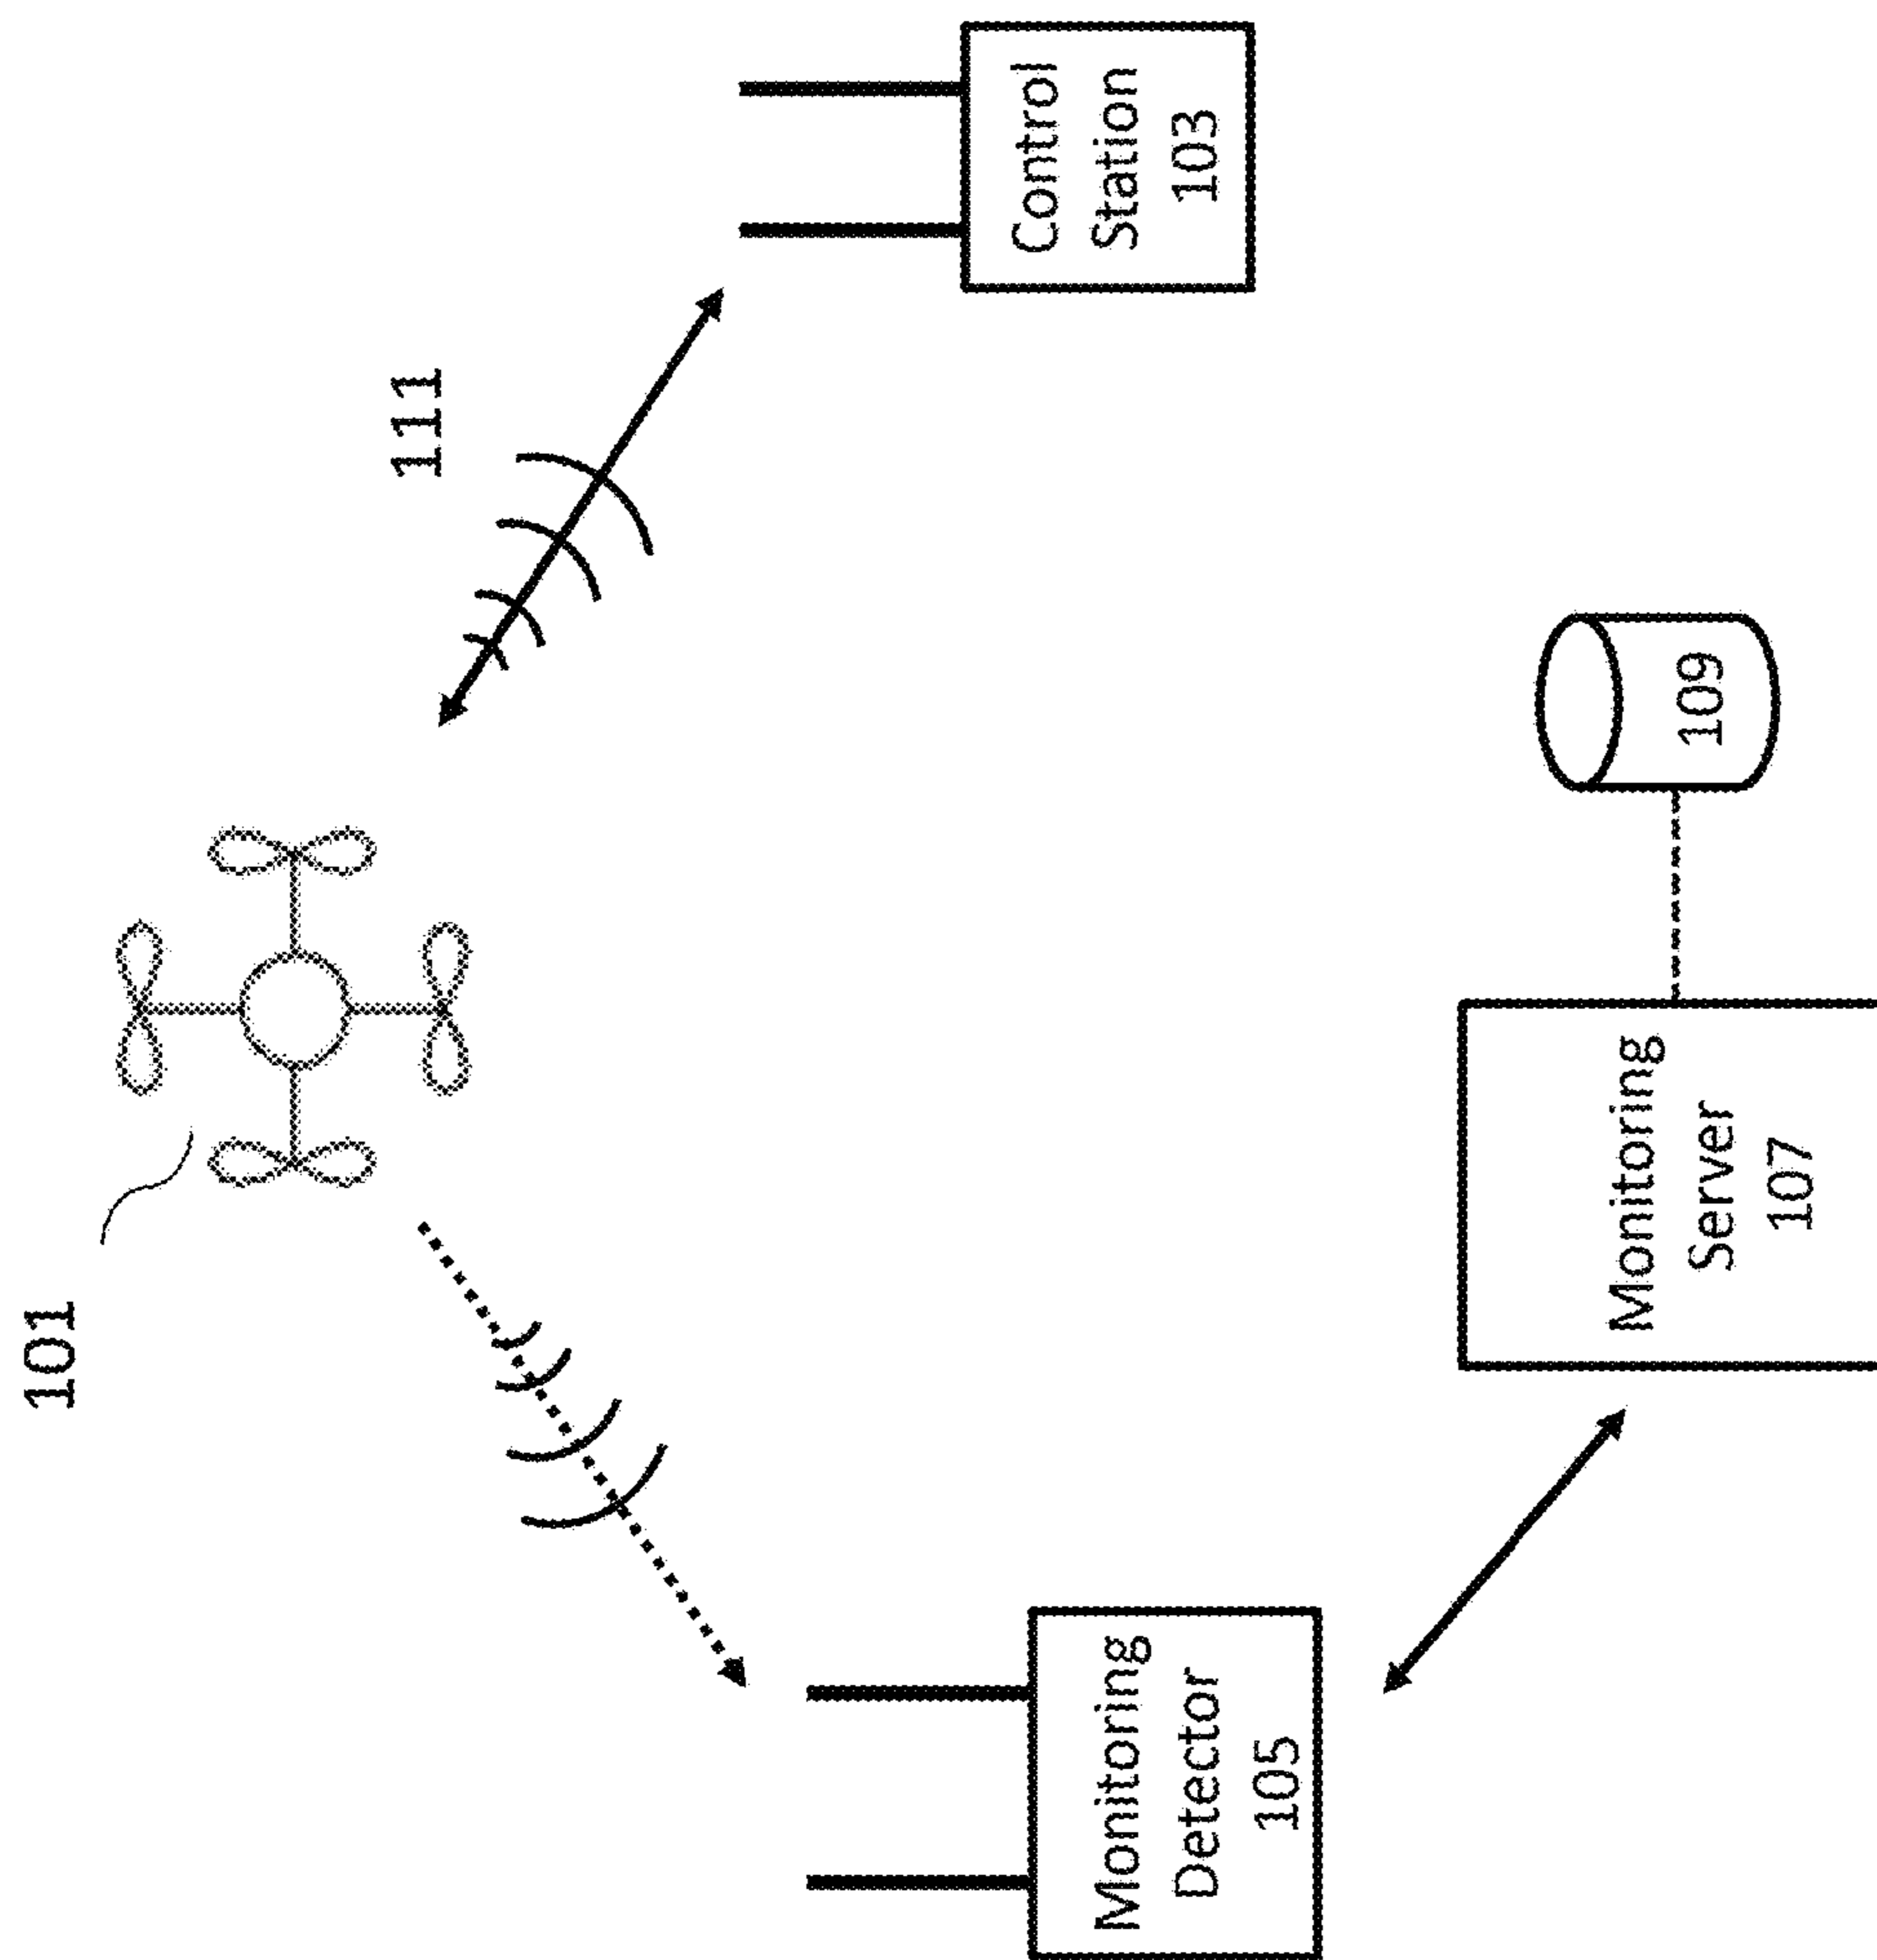 101
111
Control
Station
103
Monitoring
Detector
105
Monitoring
Server
107
109